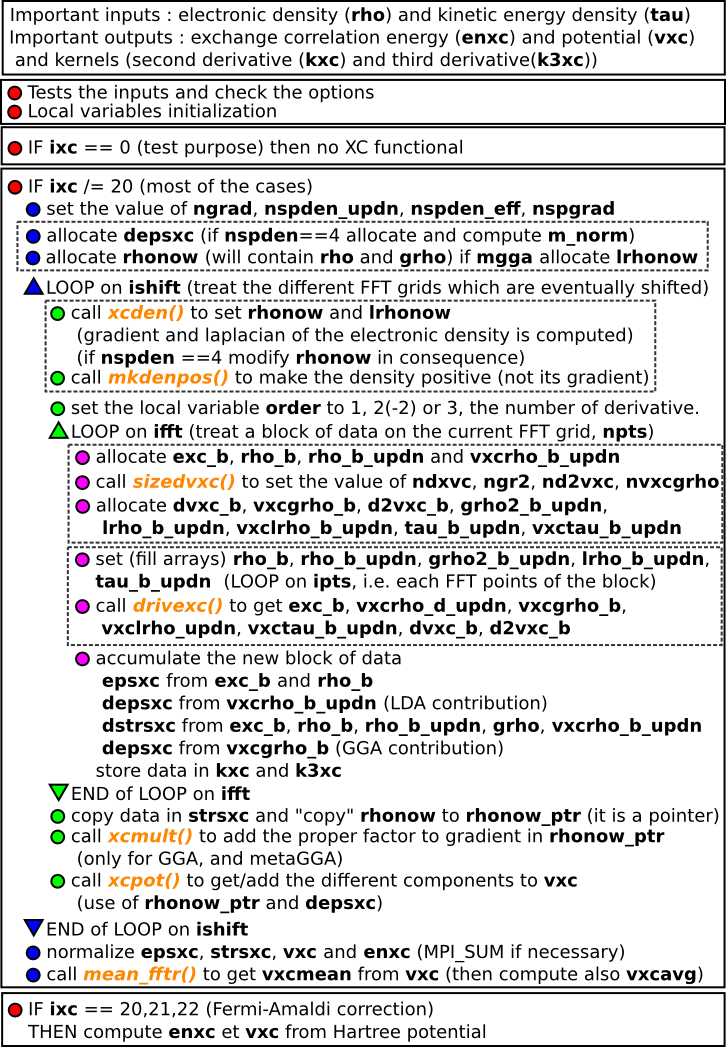 Important inputs : electronic density (rho) and kinetic energy density (tau)
Important outputs : exchange correlation energy (enxc) and potential (vxc)
and kernels (second derivative (kxc) and third derivative(k3xc))
Tests the inputs and check the options
Local variables initialization
IF ixc == 0 (test purpose) then no XC functional
IF ixc /= 20 (most of the cases)
set the value of ngrad, nspden_updn, nspden_eff, nspgrad
allocate depsxc (if nspden==4 allocate and compute m_norm)
allocate rhonow (will contain rho and grho) if mgga allocate lrhonow
LOOP on ishift (treat the different FFT grids which are eventually shifted)
call xcden() to set rhonow and lrhonow
(gradient and laplacian of the electronic density is computed)
(if nspden ==4 modify rhonow in consequence)
call mkdenpos() to make the density positive (not its gradient)
set the local variable order to 1, 2(-2) or 3, the number of derivative.
LOOP on ifft (treat a block of data on the current FFT grid, npts)
allocate exc_b, rho_b, rho_b_updn and vxcrho_b_updn
call sizedvxc() to set the value of ndxvc, ngr2, nd2vxc, nvxcgrho
allocate dvxc_b, vxcgrho_b, d2vxc_b, grho2_b_updn,
lrho_b_updn, vxclrho_b_updn, tau_b_updn, vxctau_b_updn
set (fill arrays) rho_b, rho_b_updn, grho2_b_updn, lrho_b_updn,
tau_b_updn (LOOP on ipts, i.e. each FFT points of the block)
call drivexc() to get exc_b, vxcrho_d_updn, vxcgrho_b,
vxclrho_updn, vxctau_b_updn, dvxc_b, d2vxc_b
accumulate the new block of data
epsxc from exc_b and rho_b
depsxc from vxcrho_b_updn (LDA contribution)
dstrsxc from exc_b, rho_b, rho_b_updn, grho, vxcrho_b_updn
depsxc from vxcgrho_b (GGA contribution)
store data in kxc and k3xc
END of LOOP on ifft
copy data in strsxc and "copy" rhonow to rhonow_ptr (it is a pointer)
call xcmult() to add the proper factor to gradient in rhonow_ptr
(only for GGA, and metaGGA)
call xcpot() to get/add the different components to vxc
(use of rhonow_ptr and depsxc)
END of LOOP on ishift
normalize epsxc, strsxc, vxc and enxc (MPI_SUM if necessary)
call mean_fftr() to get vxcmean from vxc (then compute also vxcavg)
IF ixc == 20,21,22 (Fermi-Amaldi correction)
THEN compute enxc et vxc from Hartree potential